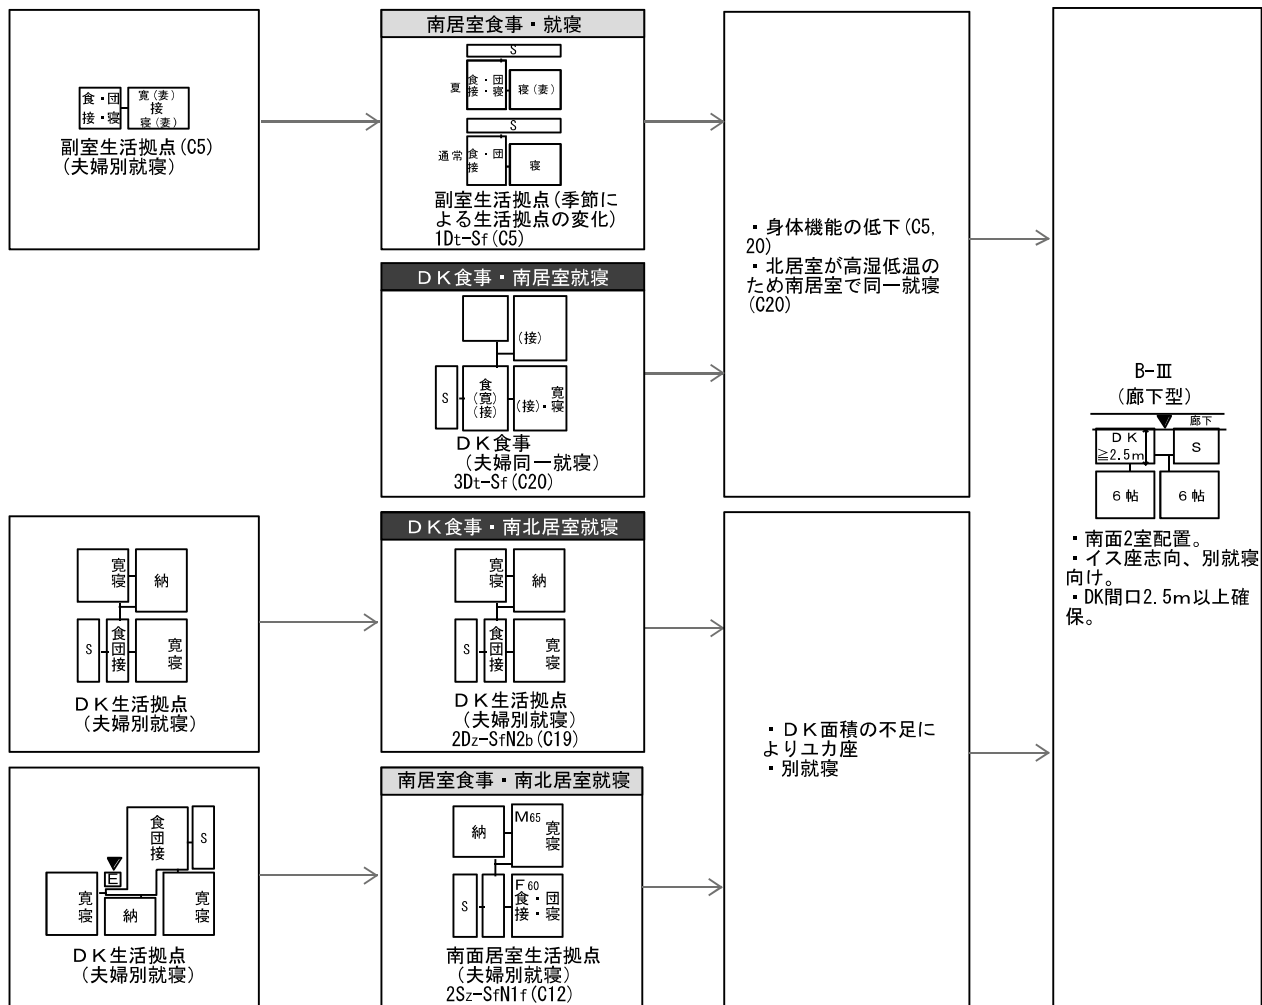 食・団
接・寝
寛(妻)
接
寝(妻)
副室生活拠点(C5)
(夫婦別就寝)
南居室食事・就寝
S
夏
食・団
接・寝
寝(妻)
S
通常
食・団
接
寝
副室生活拠点(季節に
よる生活拠点の変化)
1Dt-Sf(C5)
DK食事・南居室就寝
(接)
S
食
(寛)
(接)
(接)・寛
寝
DK食事
(夫婦同一就寝)
3Dt-Sf(C20)
・身体機能の低下(C5,
20)
・北居室が高湿低温の
ため南居室で同一就寝
(C20)
寛
寝
納
S
食
団
接
寛
寝
DK生活拠点
(夫婦別就寝)
DK食事・南北居室就寝
寛
寝
納
S
食
団
接
寛
寝
DK生活拠点
(夫婦別就寝)
2Dz-SfN2b(C19)
食
団
接
S
E
寛
寝
納
寛
寝
DK生活拠点
(夫婦別就寝)
南居室食事・南北居室就寝
納
M65
寛
寝
S
F60
食・団
接・寝
南面居室生活拠点
(夫婦別就寝)
2Sz-SfN1f(C12)
・DK面積の不足に
よりユカ座
・別就寝
B-Ⅲ
(廊下型)
廊下
DK
≧2.5m
S
6帖
6帖
・南面2室配置。
・イス座志向、別就寝
向け。
・DK間口2.5m以上確
保。